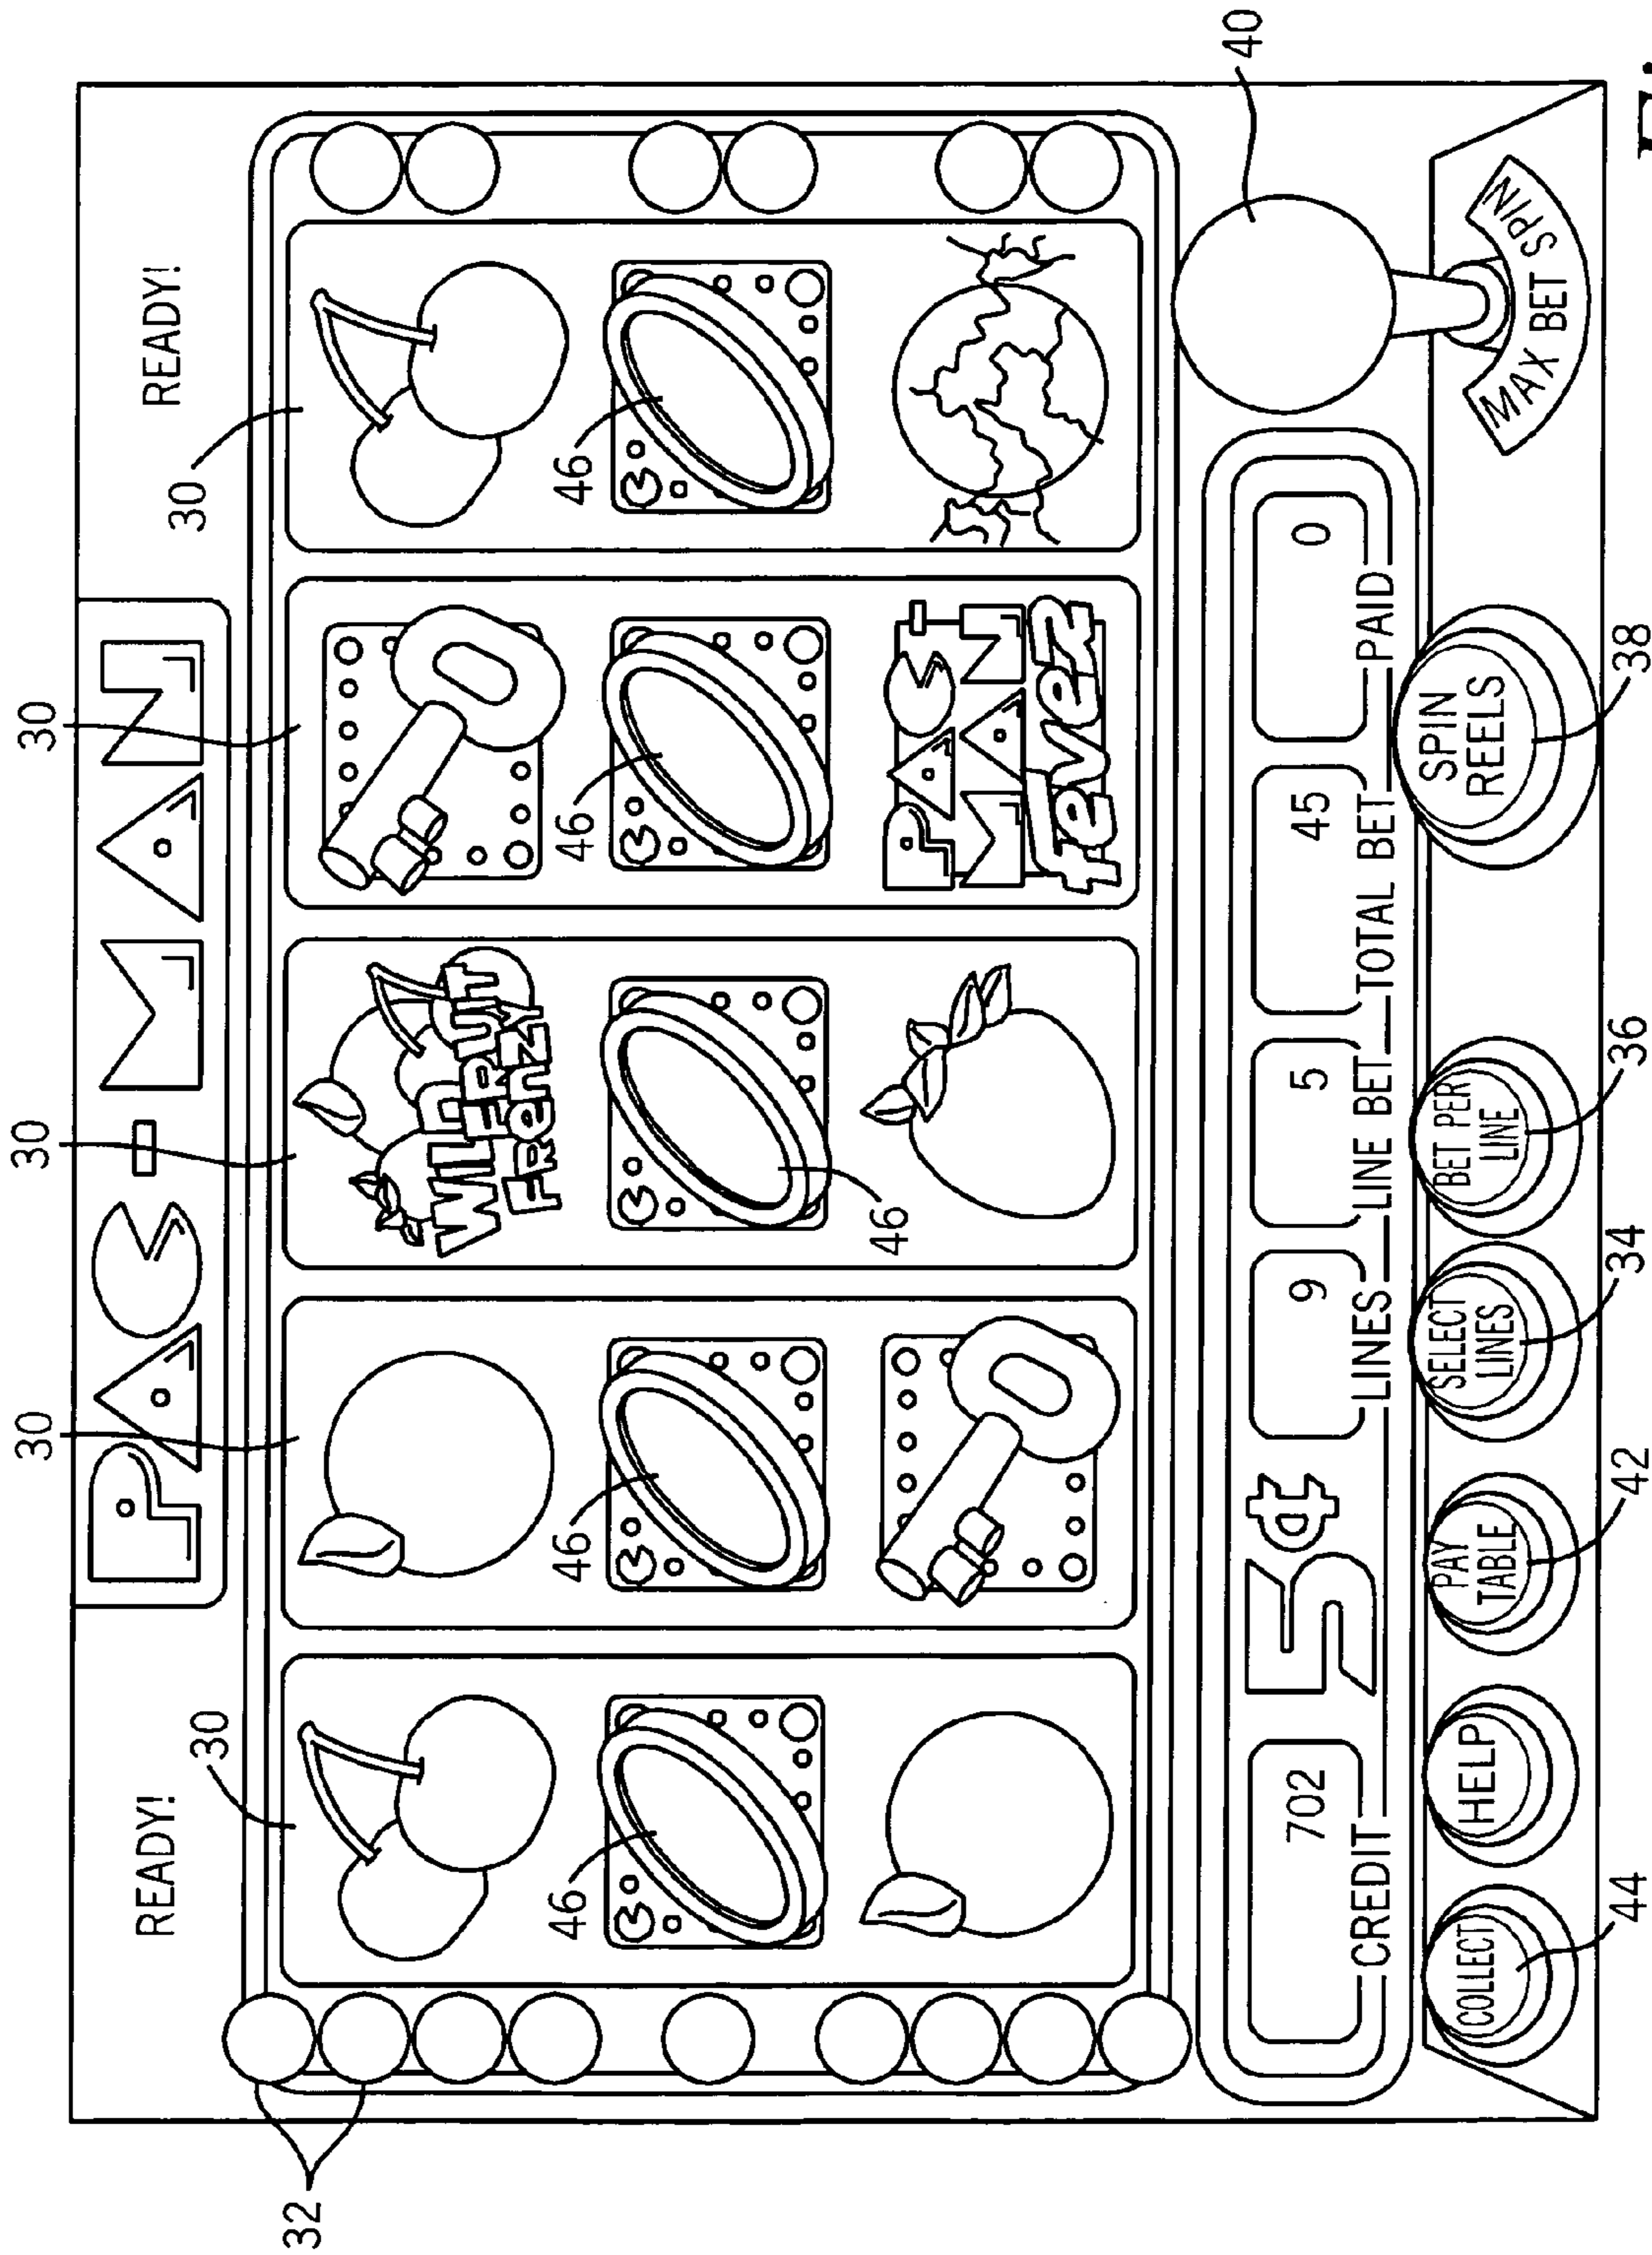 PAC-MAN
READY!
READY!
30
30
30
30
30
32
WILD FRUIT
FRenzy
46
46
46
46
46
PAC-
MAN
fever
40
702
5¢
9
5
45
0
CREDIT
LINES
LINE BET
TOTAL BET
PAID
COLLECT
HELP
PAY
TABLE
SELECT
LINES
BET PER
LINE
SPIN
REELS
MAX BET SPIN
44
42
34
36
38